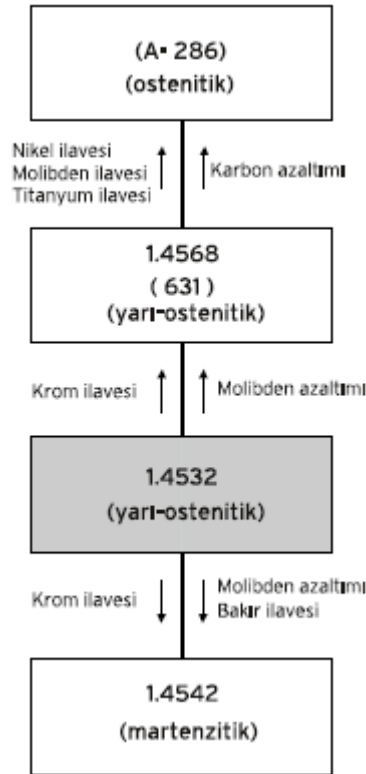 (A- 286)
(ostenitik)
Nikel ilavesi
Molibden ilavesi
Titanyum ilavesi
Karbon azaltımı
1.4568
( 631 )
(yarı-ostenitik)
Krom ilavesi
Molibden azaltımı
1.4532
(yarı-ostenitik)
Krom ilavesi
Molibden azaltımı
Bakır ilavesi
1.4542
(martenzitik)